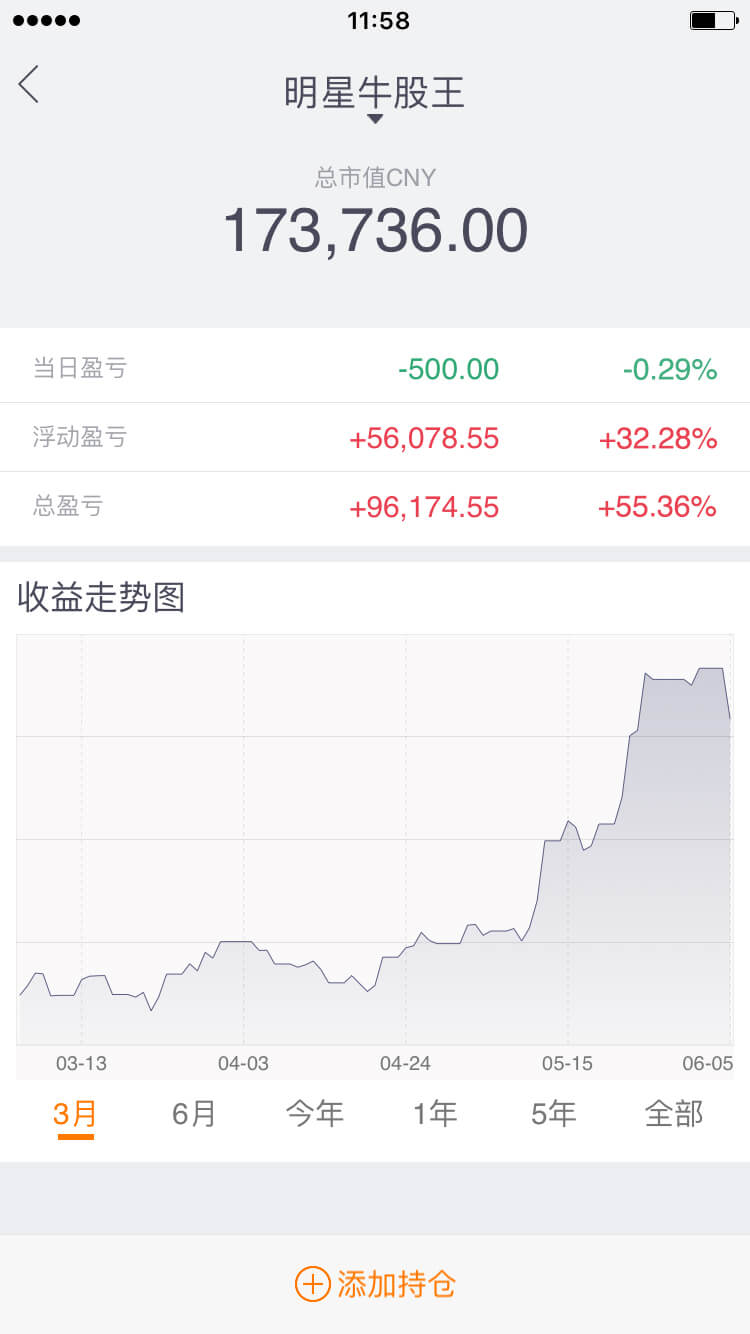 11:58
明星牛股王
总市值CNY
173,736.00
当日盈亏 -500.00 -0.29%
浮动盈亏 +56,078.55 +32.28%
总盈亏 +96,174.55 +55.36%
收益走势图
03-13 04-03 04-24 05-15 06-05
3月 6月 今年 1年 5年 全部
添加持仓